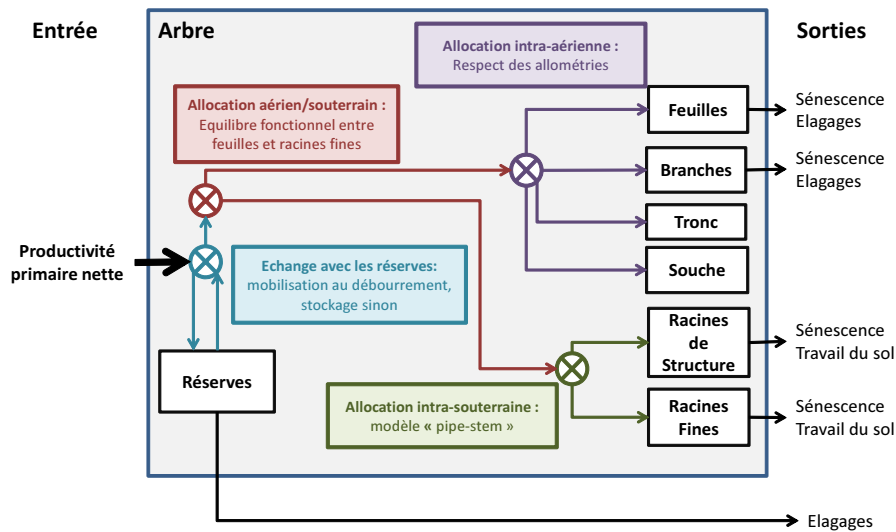 Entrée
Arbre
Sorties
Allocation intra-aérienne :
Respect des allométries
Allocation aérien/souterrain :
Equilibre fonctionnel entre
feuilles et racines fines
Feuilles
Sénescence
Elagages
Branches
Sénescence
Elagages
Tronc
Souche
Productivité
primaire nette
Echange avec les réserves:
mobilisation au débourrement,
stockage sinon
Racines
de
Structure
Sénescence
Travail du sol
Réserves
Allocation intra-souterraine :
modèle « pipe-stem »
Racines
Fines
Sénescence
Travail du sol
Elagages